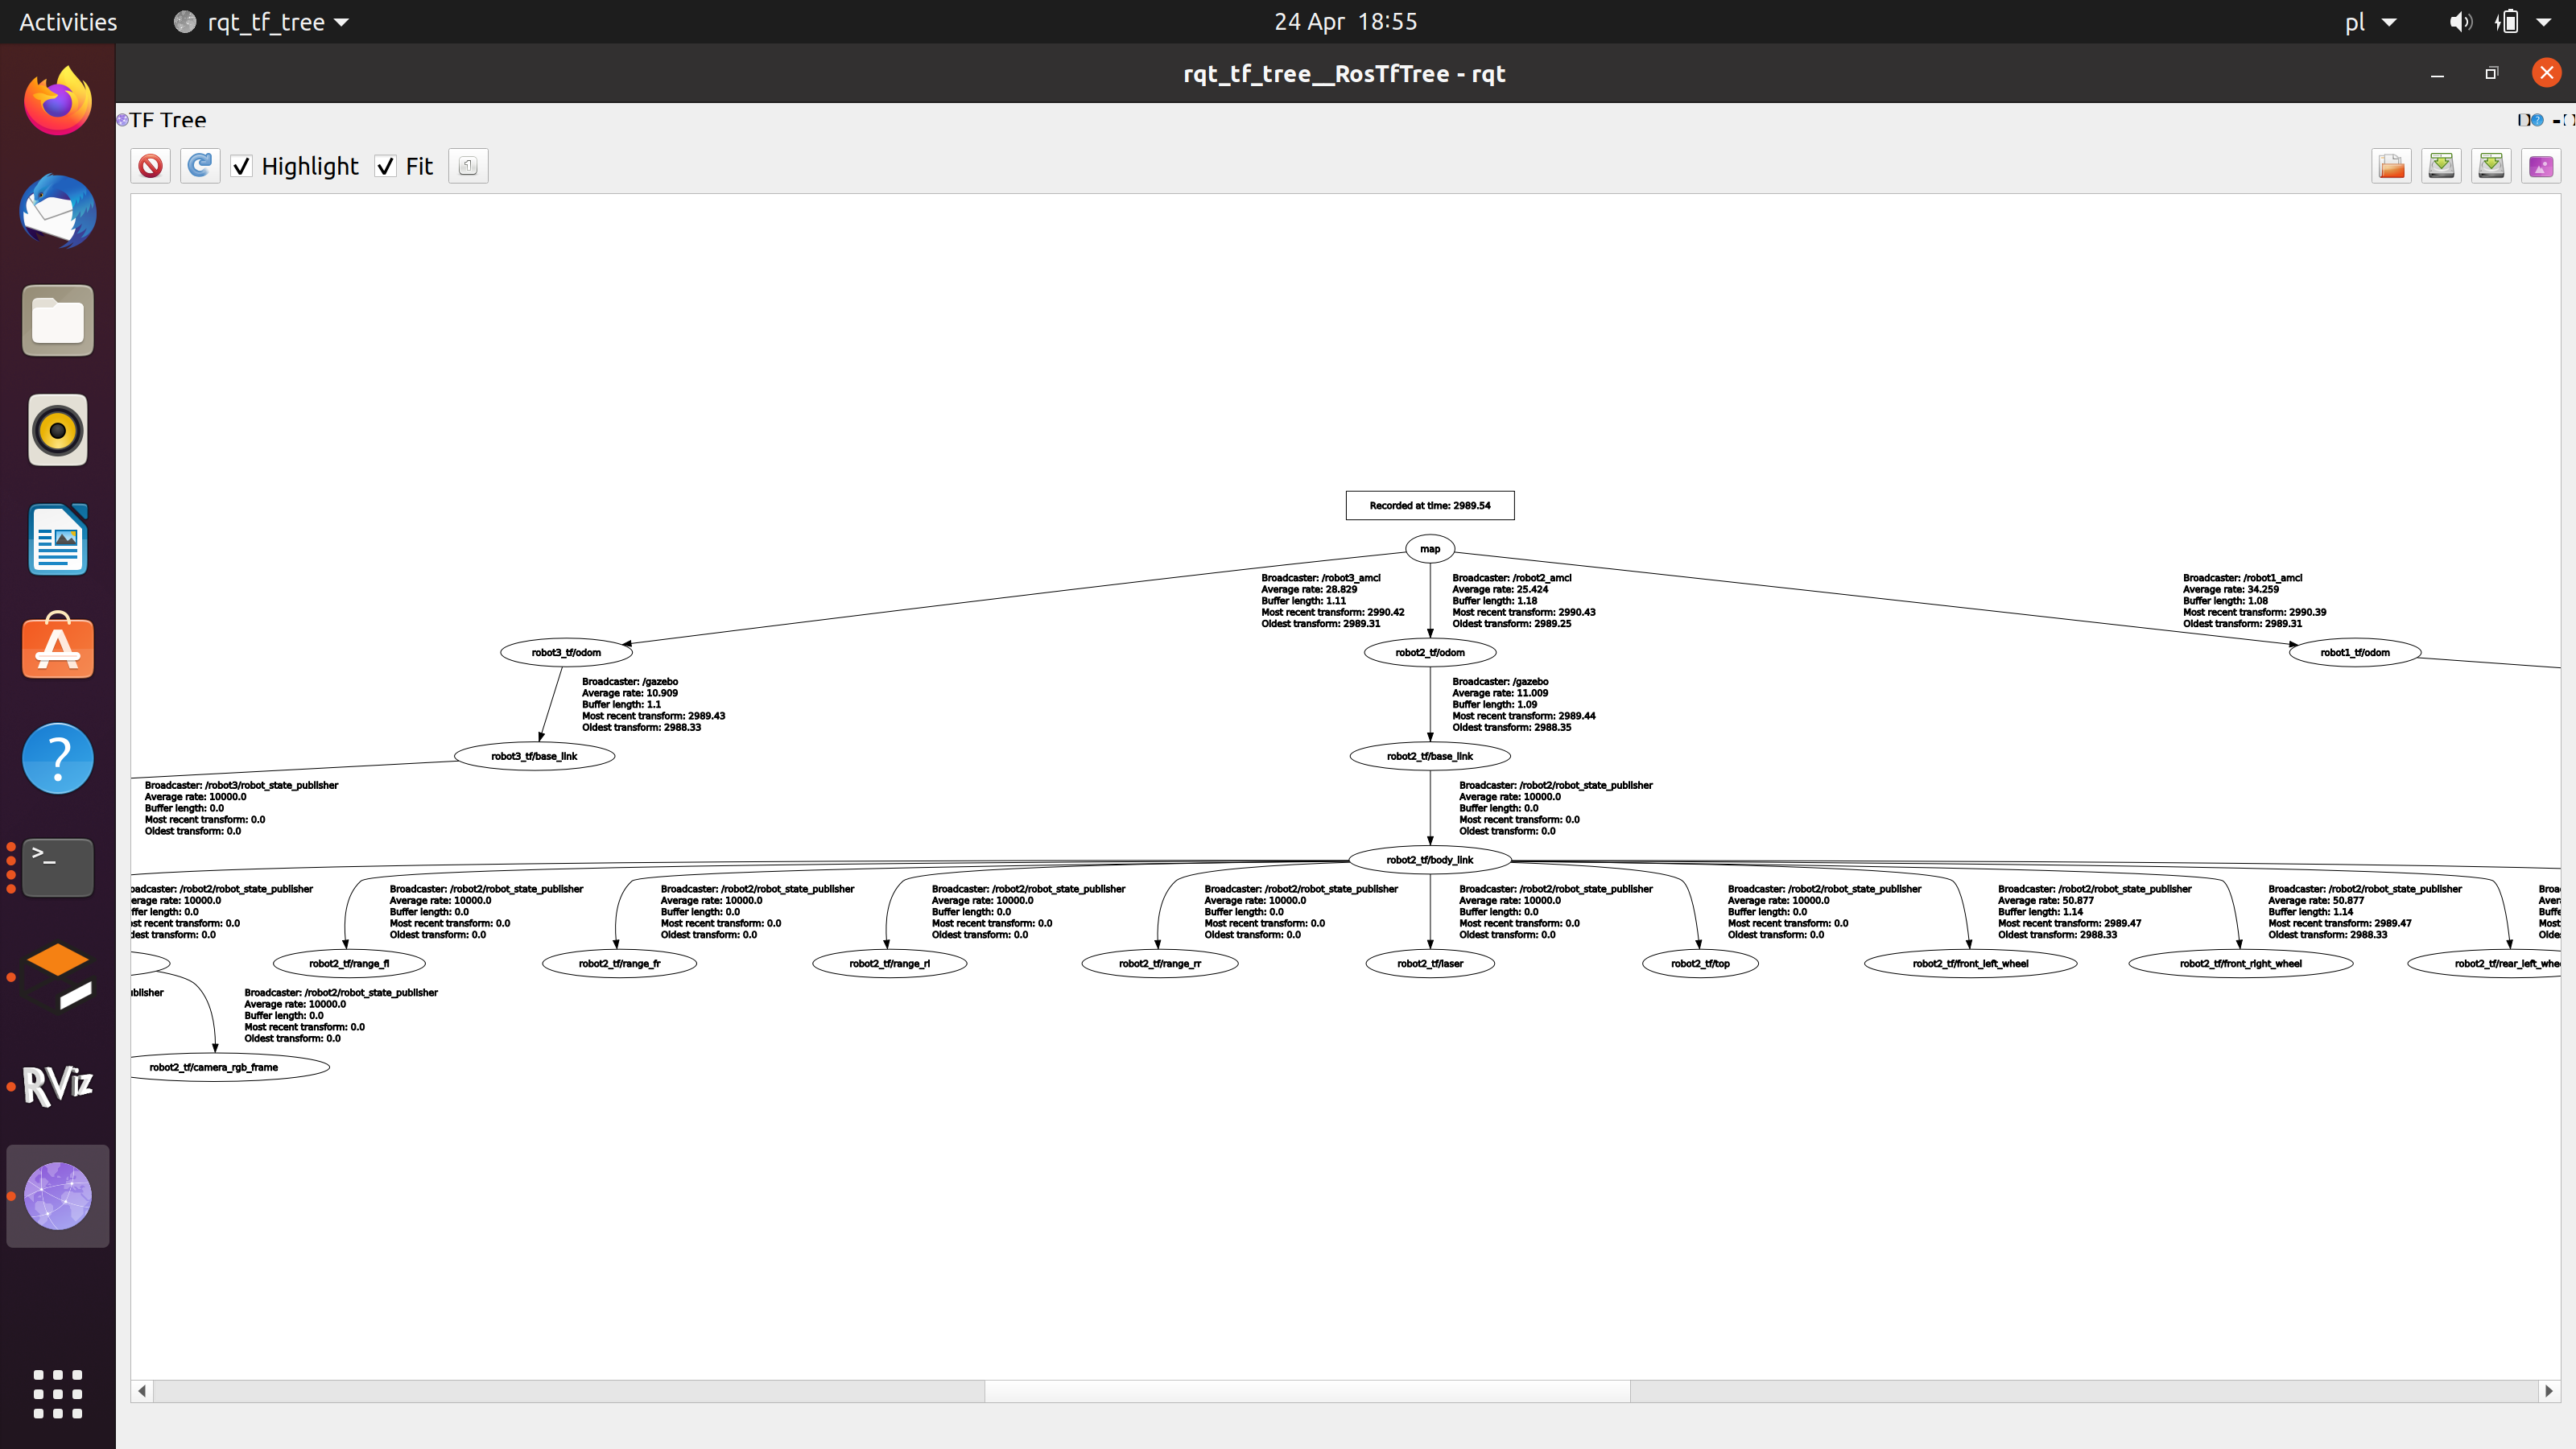 Activities
rqt_tf_tree
24 Apr 18:55
pl
rqt_tf_tree__RosTfTree - rqt
TF Tree
Highlight
Fit
1
Recorded at time: 2989.54
map
Broadcaster: /robot3_amcl
Average rate: 28.829
Buffer length: 1.11
Most recent transform: 2990.42
Oldest transform: 2989.31
Broadcaster: /robot2_amcl
Average rate: 25.424
Buffer length: 1.18
Most recent transform: 2990.43
Oldest transform: 2989.25
Broadcaster: /robot1_amcl
Average rate: 34.259
Buffer length: 1.08
Most recent transform: 2990.39
Oldest transform: 2989.31
robot3_tf/odom
robot2_tf/odom
robot1_tf/odom
Broadcaster: /gazebo
Average rate: 10.909
Buffer length: 1.1
Most recent transform: 2989.43
Oldest transform: 2988.33
Broadcaster: /gazebo
Average rate: 11.009
Buffer length: 1.09
Most recent transform: 2989.44
Oldest transform: 2988.35
robot3_tf/base_link
robot2_tf/base_link
Broadcaster: /robot3/robot_state_publisher
Average rate: 10000.0
Buffer length: 0.0
Most recent transform: 0.0
Oldest transform: 0.0
Broadcaster: /robot2/robot_state_publisher
Average rate: 10000.0
Buffer length: 0.0
Most recent transform: 0.0
Oldest transform: 0.0
robot2_tf/body_link
oadcaster: /robot2/robot_state_publisher
erage rate: 10000.0
ffer length: 0.0
st recent transform: 0.0
dest transform: 0.0
Broadcaster: /robot2/robot_state_publisher
Average rate: 10000.0
Buffer length: 0.0
Most recent transform: 0.0
Oldest transform: 0.0
Broadcaster: /robot2/robot_state_publisher
Average rate: 10000.0
Buffer length: 0.0
Most recent transform: 0.0
Oldest transform: 0.0
Broadcaster: /robot2/robot_state_publisher
Average rate: 10000.0
Buffer length: 0.0
Most recent transform: 0.0
Oldest transform: 0.0
Broadcaster: /robot2/robot_state_publisher
Average rate: 10000.0
Buffer length: 0.0
Most recent transform: 0.0
Oldest transform: 0.0
Broadcaster: /robot2/robot_state_publisher
Average rate: 10000.0
Buffer length: 0.0
Most recent transform: 0.0
Oldest transform: 0.0
Broadcaster: /robot2/robot_state_publisher
Average rate: 10000.0
Buffer length: 0.0
Most recent transform: 0.0
Oldest transform: 0.0
Broadcaster: /robot2/robot_state_publisher
Average rate: 50.877
Buffer length: 1.14
Most recent transform: 2989.47
Oldest transform: 2988.33
Broadcaster: /robot2/robot_state_publisher
Average rate: 50.877
Buffer length: 1.14
Most recent transform: 2989.47
Oldest transform: 2988.33
Broa
Avera
Buffe
Most
Oldes
robot2_tf/range_fl
robot2_tf/range_fr
robot2_tf/range_rl
robot2_tf/range_rr
robot2_tf/laser
robot2_tf/top
robot2_tf/front_left_wheel
robot2_tf/front_right_wheel
robot2_tf/rear_left_whe
blisher
Broadcaster: /robot2/robot_state_publisher
Average rate: 10000.0
Buffer length: 0.0
Most recent transform: 0.0
Oldest transform: 0.0
robot2_tf/camera_rgb_frame
RViz